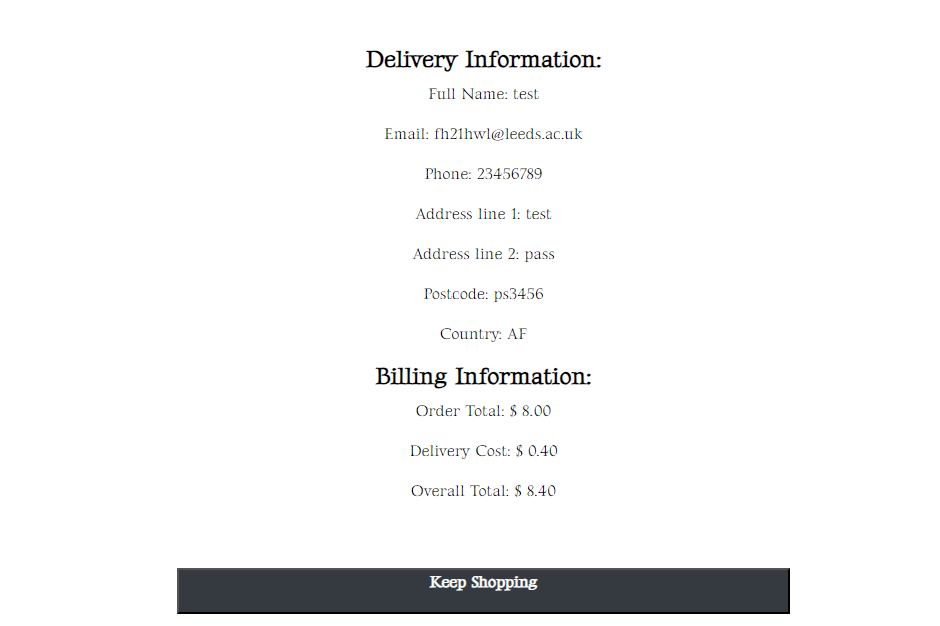 Delivery Information:
Full Name: test
Email: fh21hwl@leeds.ac.uk
Phone: 23456789
Address line 1: test
Address line 2: pass
Postcode: ps3456
Country: AF
Billing Information:
Order Total: $ 8.00
Delivery Cost: $ 0.40
Overall Total: $ 8.40
Keep Shopping